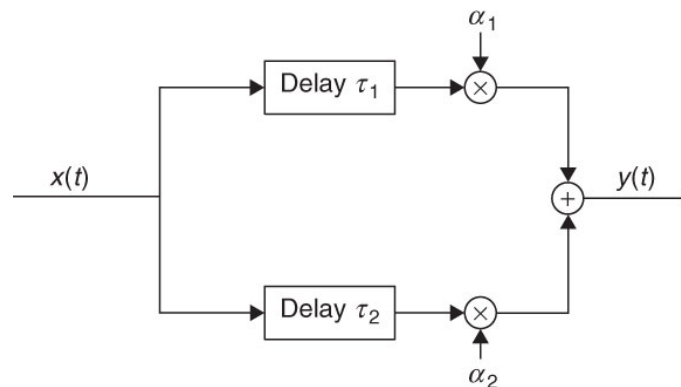 α₁
Delay τ₁
×
x(t)
+
y(t)
Delay τ₂
×
α₂